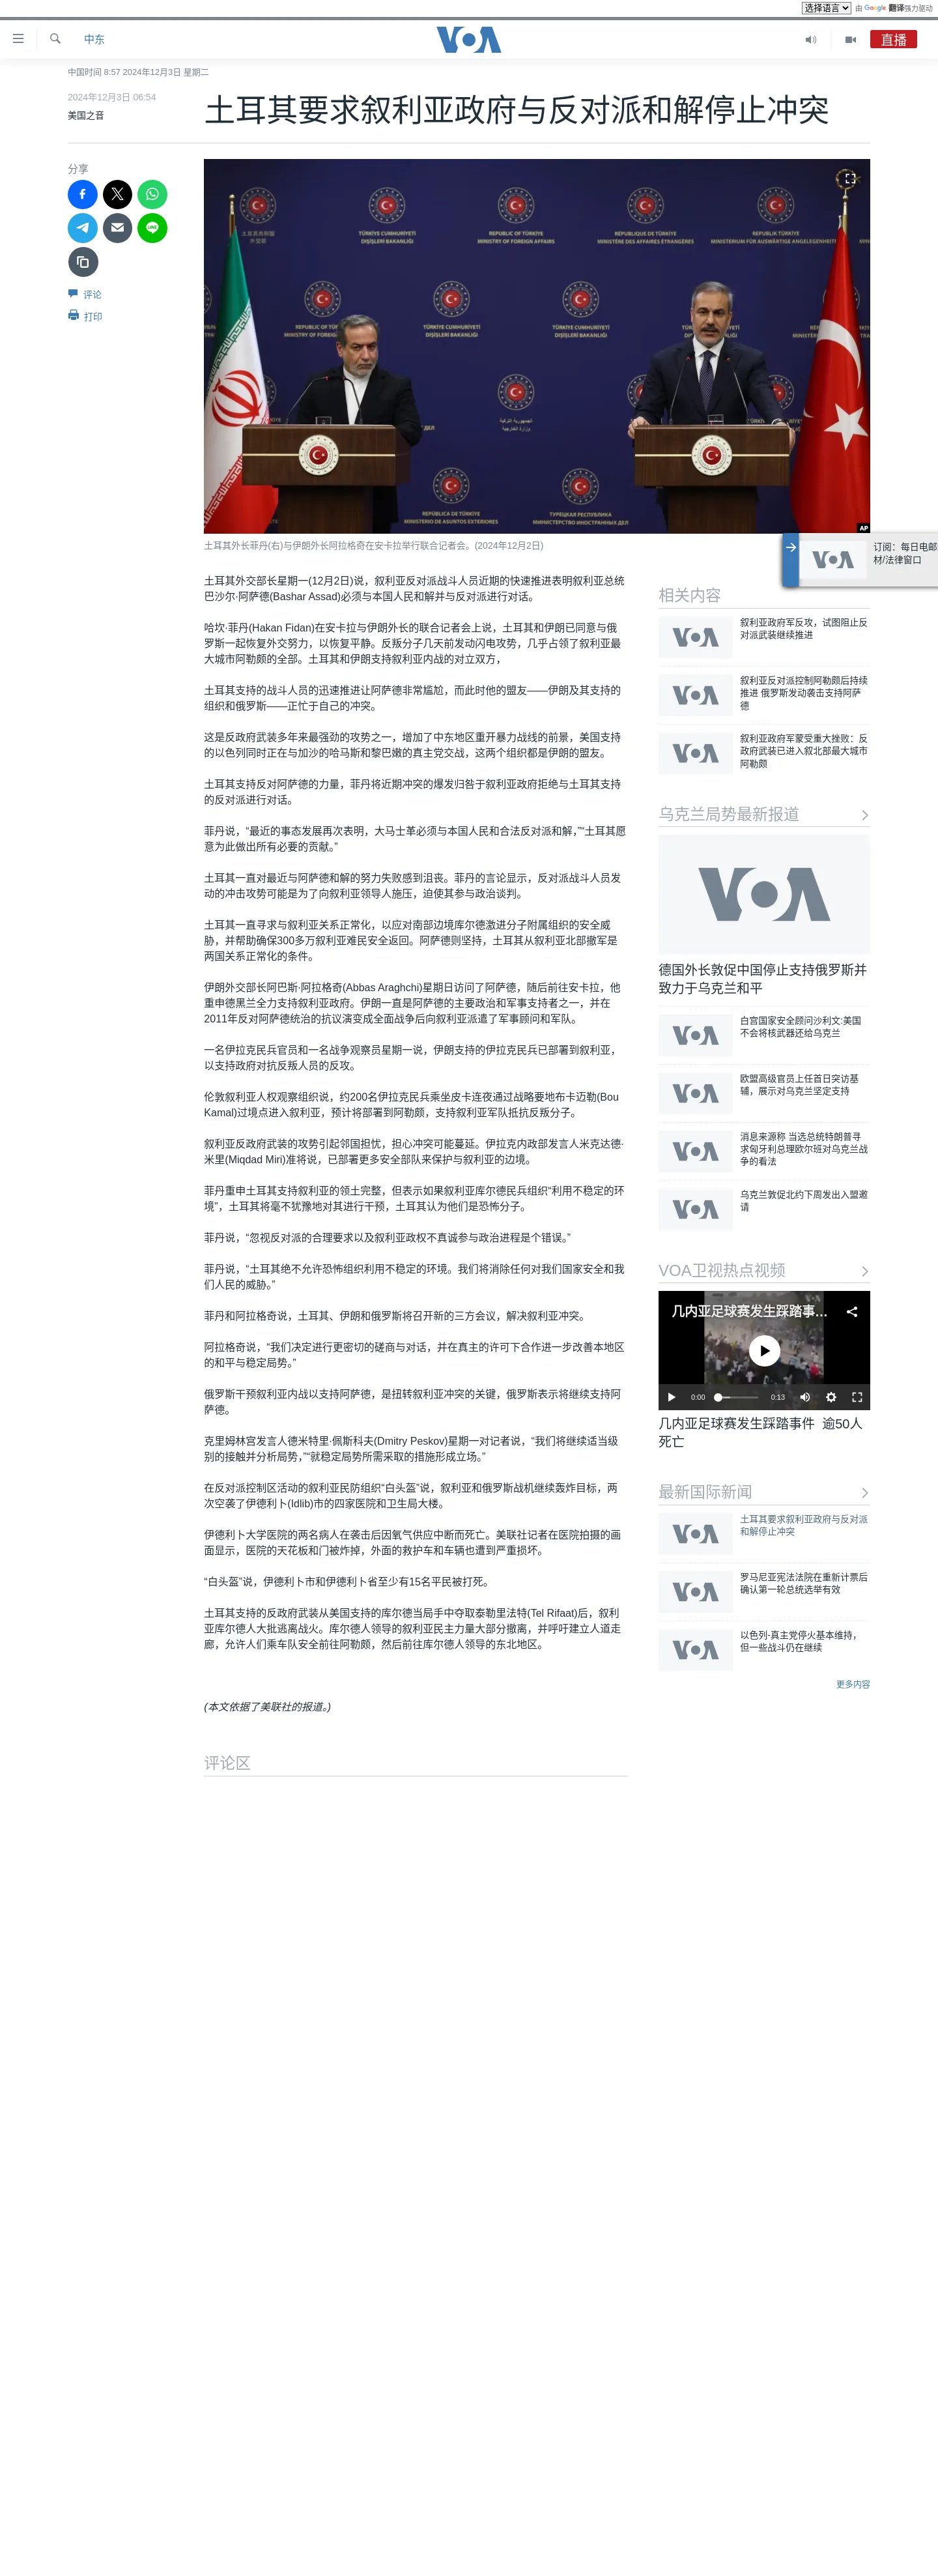 选择语言 由 Google 翻译强力驱动
中东
VOA
直播
中国时间 8:57 2024年12月3日 星期二
2024年12月3日 06:54
美国之音
土耳其要求叙利亚政府与反对派和解停止冲突
分享
评论
打印
TÜRKİYE CUMHURİYETİ
DIŞİŞLERİ BAKANLIĞI
REPUBLIC OF TÜRKİYE
MINISTRY OF FOREIGN AFFAIRS
RÉPUBLIQUE DE TÜRKİYE
MINISTÈRE DES AFFAIRES ÉTRANGÈRES
REPUBLIK TÜRKİYE
MINISTERIUM FÜR AUSWÄRTIGE ANGELEGENHEITEN
TÜRKİYE CUMHURİYETİ
DIŞİŞLERİ BAKANLIĞI
REPUBLIC OF TÜRKİYE
MINISTRY OF FOREIGN AFFAIRS
REPÚBLICA DE TÜRKİYE
MINISTERIO DE ASUNTOS EXTERIORES
ТУРЕЦКАЯ РЕСПУБЛИКА
МИНИСТЕРСТВО ИНОСТРАННЫХ ДЕЛ
AP
土耳其外长菲丹(右)与伊朗外长阿拉格奇在安卡拉举行联合记者会。(2024年12月2日)
订阅：每日电邮
材/法律窗口
土耳其外交部长星期一(12月2日)说，叙利亚反对派战斗人员近期的快速推进表明叙利亚总统
巴沙尔·阿萨德(Bashar Assad)必须与本国人民和解并与反对派进行对话。
哈坎·菲丹(Hakan Fidan)在安卡拉与伊朗外长的联合记者会上说，土耳其和伊朗已同意与俄
罗斯一起恢复外交努力，以恢复平静。反叛分子几天前发动闪电攻势，几乎占领了叙利亚最
大城市阿勒颇的全部。土耳其和伊朗支持叙利亚内战的对立双方，
土耳其支持的战斗人员的迅速推进让阿萨德非常尴尬，而此时他的盟友——伊朗及其支持的
组织和俄罗斯——正忙于自己的冲突。
这是反政府武装多年来最强劲的攻势之一，增加了中东地区重开暴力战线的前景，美国支持
的以色列同时正在与加沙的哈马斯和黎巴嫩的真主党交战，这两个组织都是伊朗的盟友。
土耳其支持反对阿萨德的力量，菲丹将近期冲突的爆发归咎于叙利亚政府拒绝与土耳其支持
的反对派进行对话。
菲丹说，“最近的事态发展再次表明，大马士革必须与本国人民和合法反对派和解，”“土耳其愿
意为此做出所有必要的贡献。”
土耳其一直对最近与阿萨德和解的努力失败感到沮丧。菲丹的言论显示，反对派战斗人员发
动的冲击攻势可能是为了向叙利亚领导人施压，迫使其参与政治谈判。
土耳其一直寻求与叙利亚关系正常化，以应对南部边境库尔德激进分子附属组织的安全威
胁，并帮助确保300多万叙利亚难民安全返回。阿萨德则坚持，土耳其从叙利亚北部撤军是
两国关系正常化的条件。
伊朗外交部长阿巴斯·阿拉格奇(Abbas Araghchi)星期日访问了阿萨德，随后前往安卡拉，他
重申德黑兰全力支持叙利亚政府。伊朗一直是阿萨德的主要政治和军事支持者之一，并在
2011年反对阿萨德统治的抗议演变成全面战争后向叙利亚派遣了军事顾问和军队。
一名伊拉克民兵官员和一名战争观察员星期一说，伊朗支持的伊拉克民兵已部署到叙利亚，
以支持政府对抗反叛人员的反攻。
伦敦叙利亚人权观察组织说，约200名伊拉克民兵乘坐皮卡连夜通过战略要地布卡迈勒(Bou
Kamal)过境点进入叙利亚，预计将部署到阿勒颇，支持叙利亚军队抵抗反叛分子。
叙利亚反政府武装的攻势引起邻国担忧，担心冲突可能蔓延。伊拉克内政部发言人米克达德·
米里(Miqdad Miri)准将说，已部署更多安全部队来保护与叙利亚的边境。
菲丹重申土耳其支持叙利亚的领土完整，但表示如果叙利亚库尔德民兵组织“利用不稳定的环
境”，土耳其将毫不犹豫地对其进行干预，土耳其认为他们是恐怖分子。
菲丹说，“忽视反对派的合理要求以及叙利亚政权不真诚参与政治进程是个错误。”
菲丹说，“土耳其绝不允许恐怖组织利用不稳定的环境。我们将消除任何对我们国家安全和我
们人民的威胁。”
菲丹和阿拉格奇说，土耳其、伊朗和俄罗斯将召开新的三方会议，解决叙利亚冲突。
阿拉格奇说，“我们决定进行更密切的磋商与对话，并在真主的许可下合作进一步改善本地区
的和平与稳定局势。”
俄罗斯干预叙利亚内战以支持阿萨德，是扭转叙利亚冲突的关键，俄罗斯表示将继续支持阿
萨德。
克里姆林宫发言人德米特里·佩斯科夫(Dmitry Peskov)星期一对记者说，“我们将继续适当级
别的接触并分析局势，”“就稳定局势所需采取的措施形成立场。”
在反对派控制区活动的叙利亚民防组织“白头盔”说，叙利亚和俄罗斯战机继续轰炸目标，两
次空袭了伊德利卜(Idlib)市的四家医院和卫生局大楼。
伊德利卜大学医院的两名病人在袭击后因氧气供应中断而死亡。美联社记者在医院拍摄的画
面显示，医院的天花板和门被炸掉，外面的救护车和车辆也遭到严重损坏。
“白头盔”说，伊德利卜市和伊德利卜省至少有15名平民被打死。
土耳其支持的反政府武装从美国支持的库尔德当局手中夺取泰勒里法特(Tel Rifaat)后，叙利
亚库尔德人大批逃离战火。库尔德人领导的叙利亚民主力量大部分撤离，并呼吁建立人道走
廊，允许人们乘车队安全前往阿勒颇，然后前往库尔德人领导的东北地区。
(本文依据了美联社的报道。)
评论区
相关内容
叙利亚政府军反攻，试图阻止反
对派武装继续推进
叙利亚反对派控制阿勒颇后持续
推进 俄罗斯发动袭击支持阿萨
德
叙利亚政府军蒙受重大挫败：反
政府武装已进入叙北部最大城市
阿勒颇
乌克兰局势最新报道
VOA
德国外长敦促中国停止支持俄罗斯并
致力于乌克兰和平
白宫国家安全顾问沙利文:美国
不会将核武器还给乌克兰
欧盟高级官员上任首日突访基
辅，展示对乌克兰坚定支持
消息来源称 当选总统特朗普寻
求匈牙利总理欧尔班对乌克兰战
争的看法
乌克兰敦促北约下周发出入盟邀
请
VOA卫视热点视频
几内亚足球赛发生踩踏事…
0:00 0:13
几内亚足球赛发生踩踏事件 逾50人
死亡
最新国际新闻
土耳其要求叙利亚政府与反对派
和解停止冲突
罗马尼亚宪法法院在重新计票后
确认第一轮总统选举有效
以色列-真主党停火基本维持，
但一些战斗仍在继续
更多内容